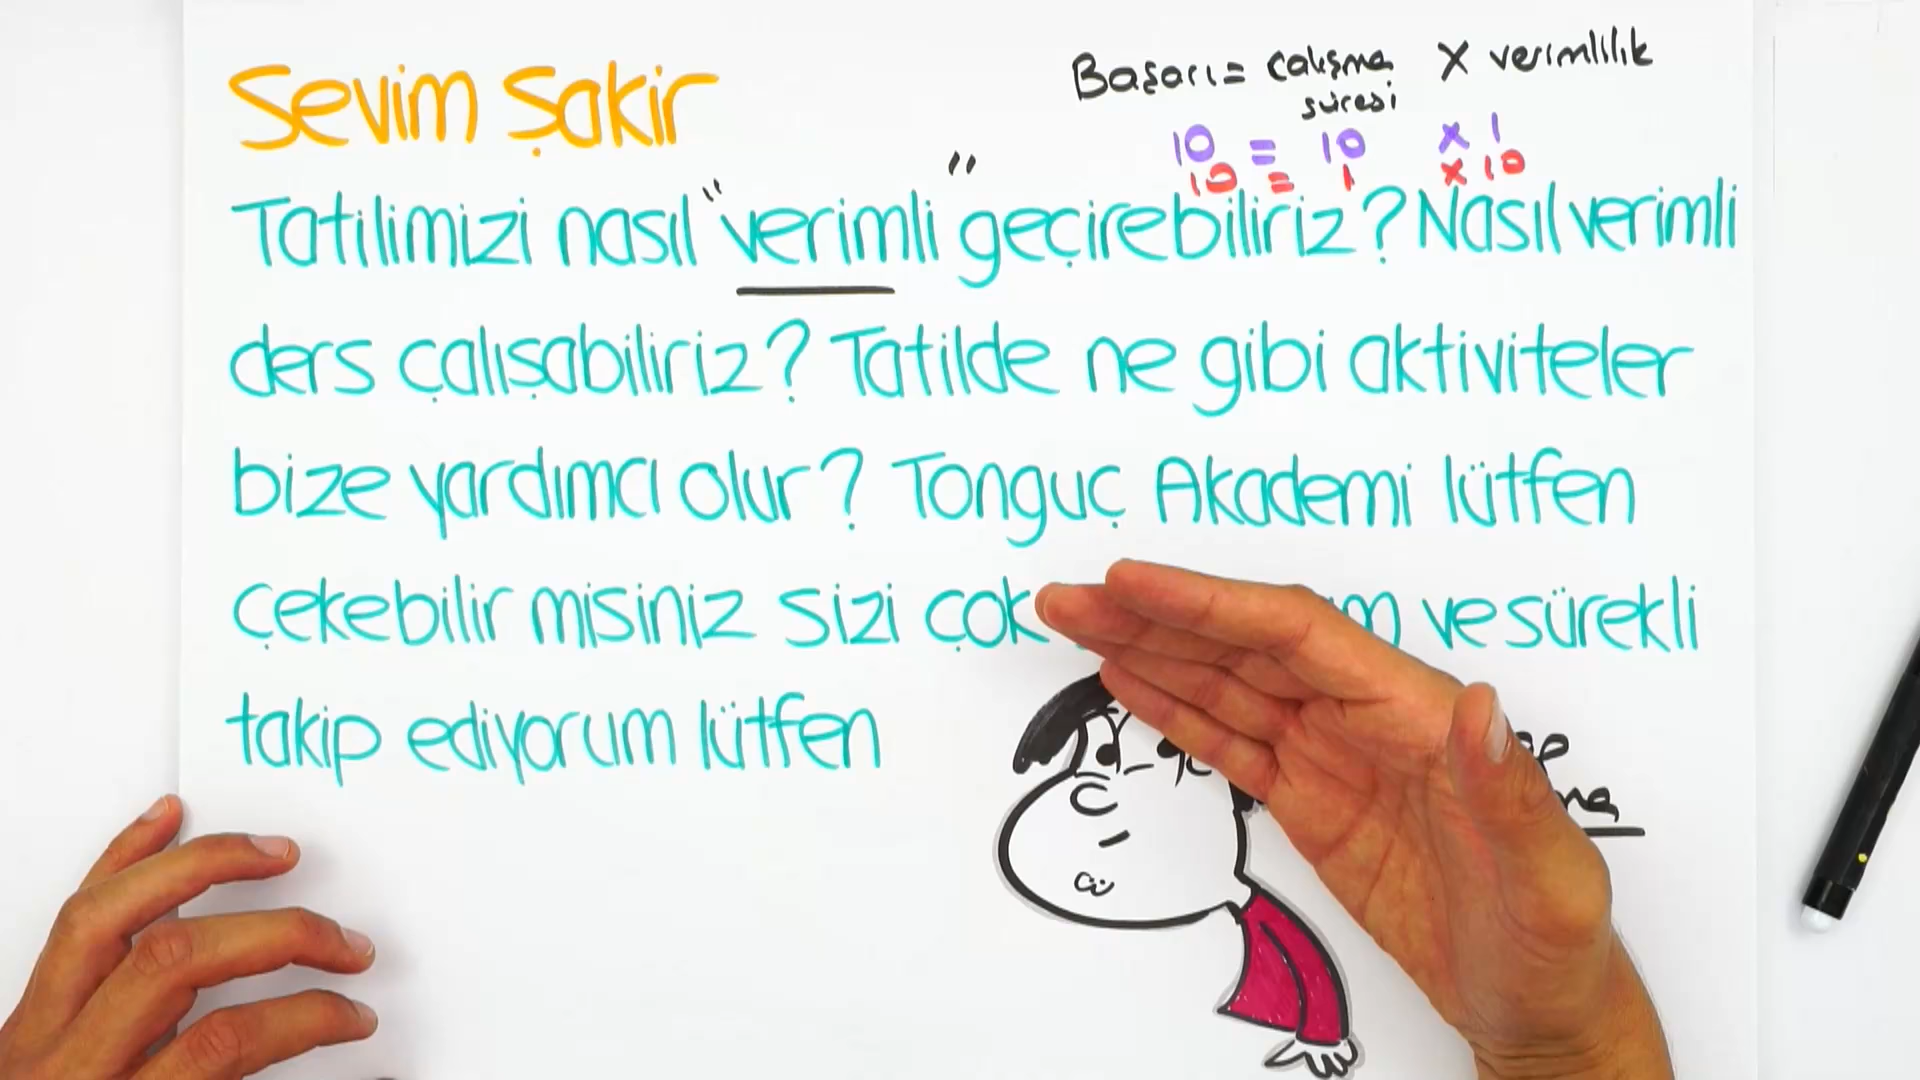 Sevim Şakir
Başarı = çalışma süresi x verimlilik
10 = 10 x 1
10 = 1 x 10
Tatilimizi nasıl "verimli" geçirebiliriz? Nasıl verimli
ders çalışabiliriz? Tatilde ne gibi aktiviteler
bize yardımcı olur? Tonguç Akademi lütfen
çekebilir misiniz sizi çok ve sürekli
takip ediyorum lütfen